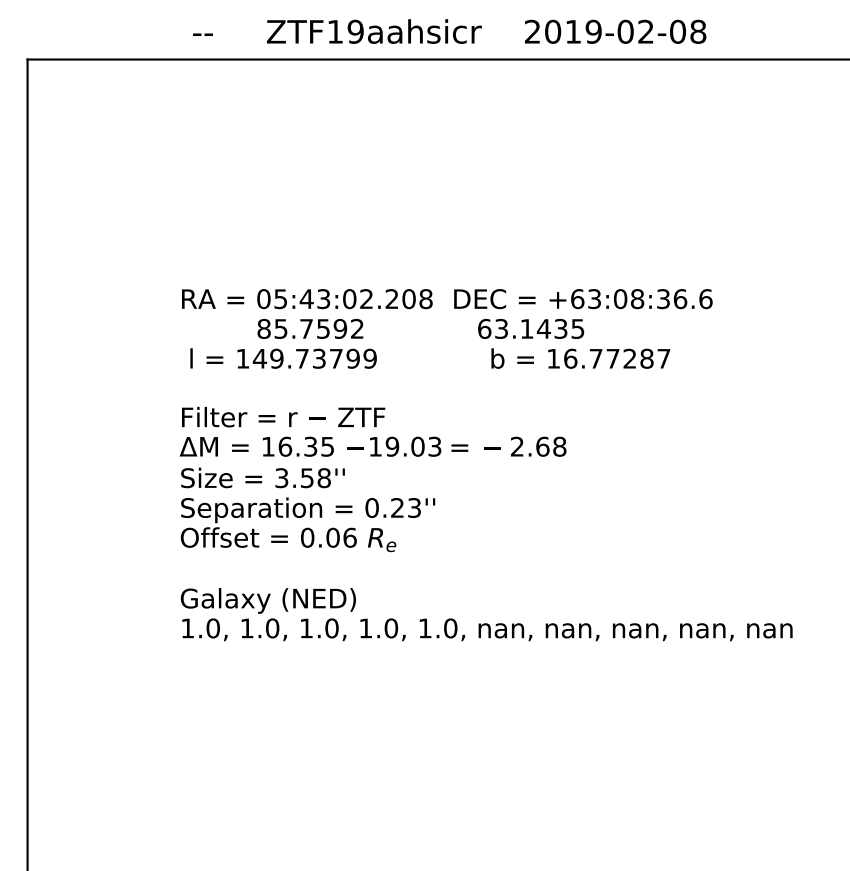 -- ZTF19aahsicr 2019-02-08
RA = 05:43:02.208 DEC = +63:08:36.6
85.7592 63.1435
l = 149.73799 b = 16.77287
Filter = r − ZTF
ΔM = 16.35 −19.03 = − 2.68
Size = 3.58''
Separation = 0.23''
Offset = 0.06 Rₑ
Galaxy (NED)
1.0, 1.0, 1.0, 1.0, 1.0, nan, nan, nan, nan, nan